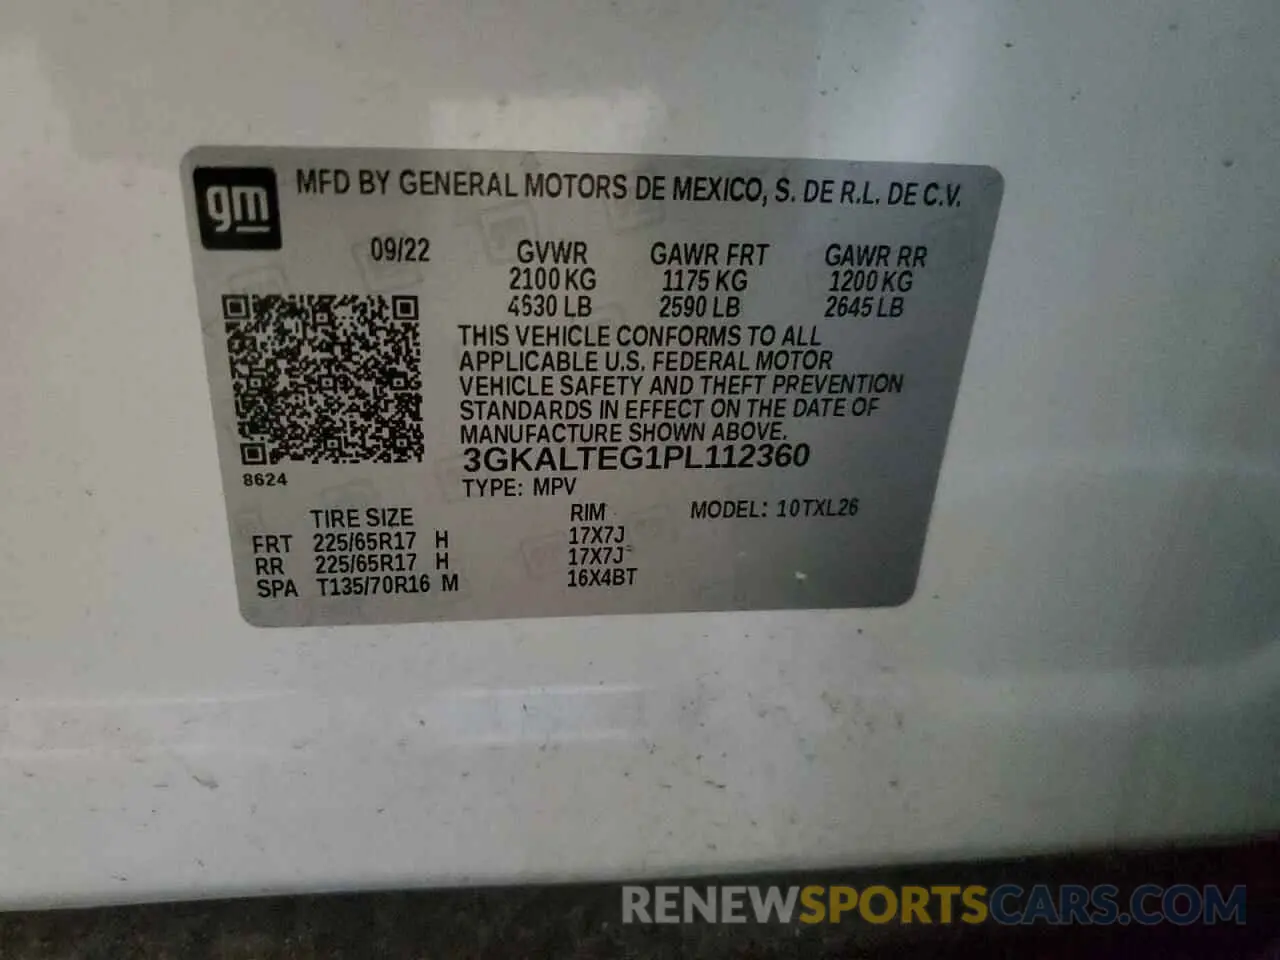 gm MFD BY GENERAL MOTORS DE MEXICO, S. DE R.L. DE C.V.
09/22 GVWR GAWR FRT GAWR RR
2100 KG 1175 KG 1200 KG
4630 LB 2590 LB 2645 LB
THIS VEHICLE CONFORMS TO ALL
APPLICABLE U.S. FEDERAL MOTOR
VEHICLE SAFETY AND THEFT PREVENTION
STANDARDS IN EFFECT ON THE DATE OF
MANUFACTURE SHOWN ABOVE.
3GKALTEG1PL112360
8624
TYPE: MPV
TIRE SIZE RIM MODEL: 10TXL26
FRT 225/65R17 H 17X7J
RR 225/65R17 H 17X7J
SPA T135/70R16 M 16X4BT
RENEWSPORTSCARS.COM